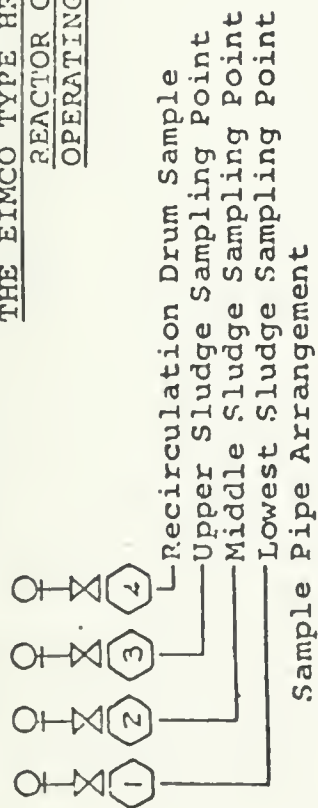 THE EIMCO TYPE
REACTOR
OPERATING
4
3
2
1
Recirculation Drum Sample
Upper Sludge Sampling Point
Middle Sludge Sampling Point
Lowest Sludge Sampling Point
Sample Pipe Arrangement